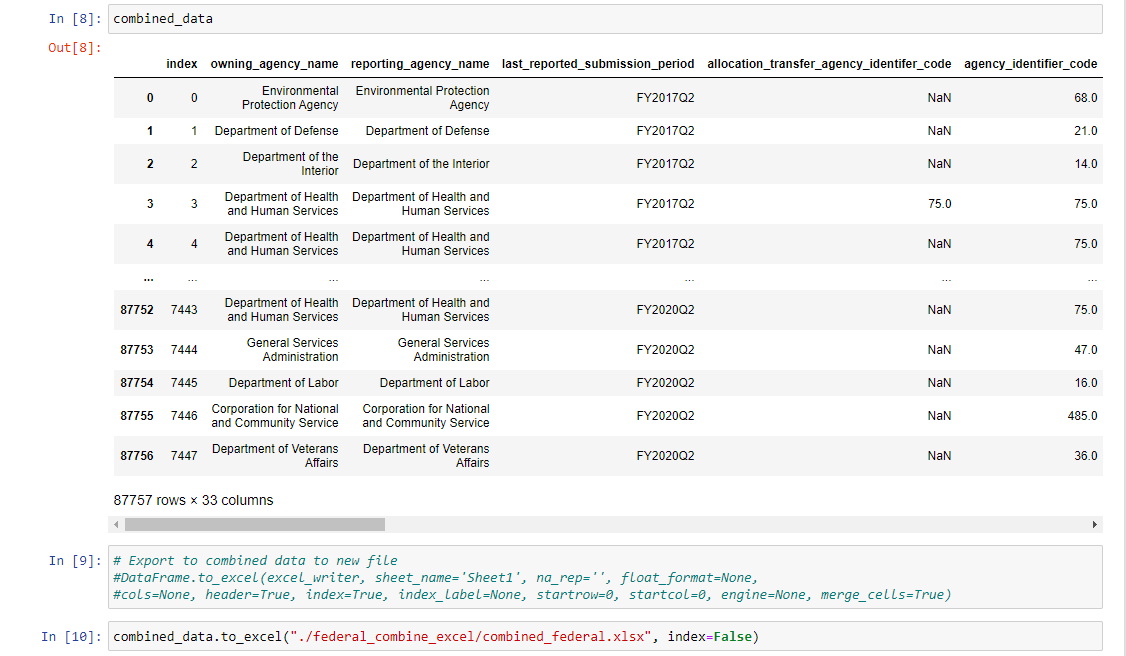 In [8]: combined_data
Out[8]:
index owning_agency_name reporting_agency_name last_reported_submission_period allocation_transfer_agency_identifer_code agency_identifier_code
0 0 Environmental Protection Agency Environmental Protection Agency FY2017Q2 NaN 68.0
1 1 Department of Defense Department of Defense FY2017Q2 NaN 21.0
2 2 Department of the Interior Department of the Interior FY2017Q2 NaN 14.0
3 3 Department of Health and Human Services Department of Health and Human Services FY2017Q2 75.0 75.0
4 4 Department of Health and Human Services Department of Health and Human Services FY2017Q2 NaN 75.0
... ... ... ... ... ... ...
87752 7443 Department of Health and Human Services Department of Health and Human Services FY2020Q2 NaN 75.0
87753 7444 General Services Administration General Services Administration FY2020Q2 NaN 47.0
87754 7445 Department of Labor Department of Labor FY2020Q2 NaN 16.0
87755 7446 Corporation for National and Community Service Corporation for National and Community Service FY2020Q2 NaN 485.0
87756 7447 Department of Veterans Affairs Department of Veterans Affairs FY2020Q2 NaN 36.0
87757 rows × 33 columns
In [9]: # Export to combined data to new file
#DataFrame.to_excel(excel_writer, sheet_name='Sheet1', na_rep='', float_format=None,
#cols=None, header=True, index=True, index_label=None, startrow=0, startcol=0, engine=None, merge_cells=True)
In [10]: combined_data.to_excel("./federal_combine_excel/combined_federal.xlsx", index=False)